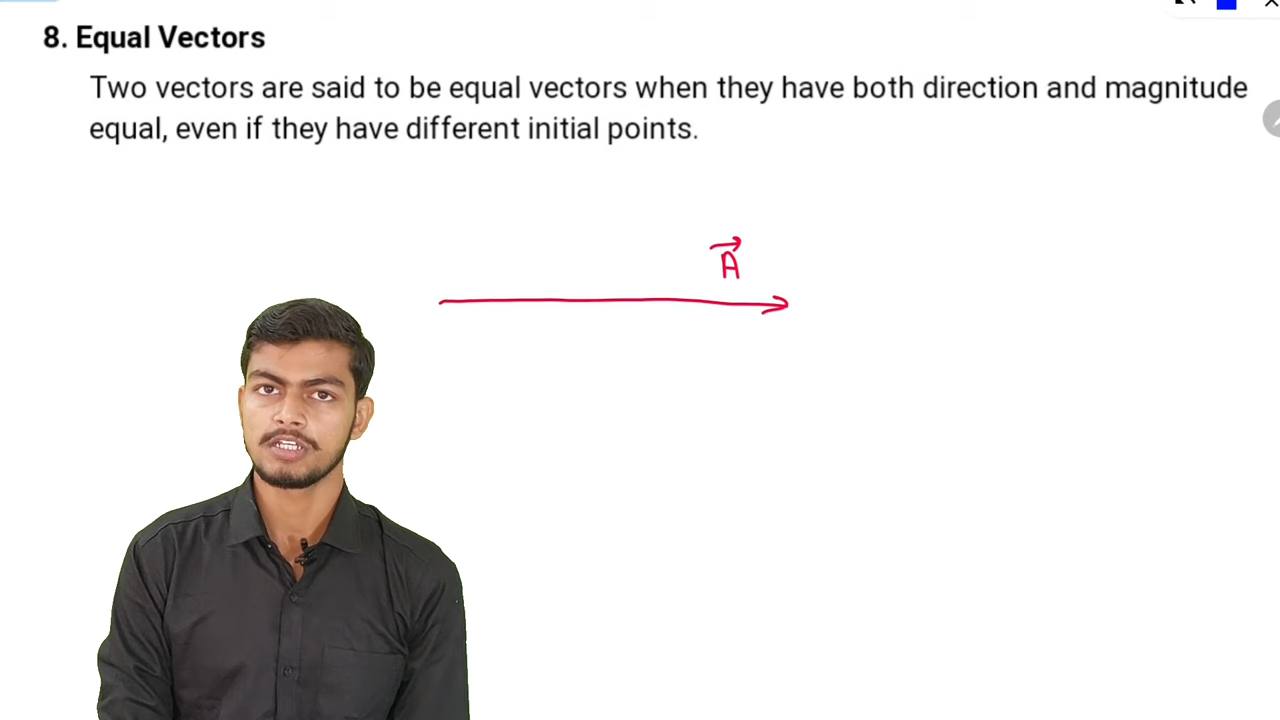 8. Equal Vectors
Two vectors are said to be equal vectors when they have both direction and magnitude
equal, even if they have different initial points.
A⃗